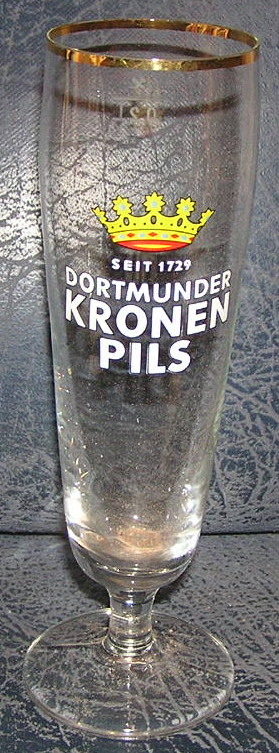 SEIT 1729
DORTMUNDER
KRONEN
PILS